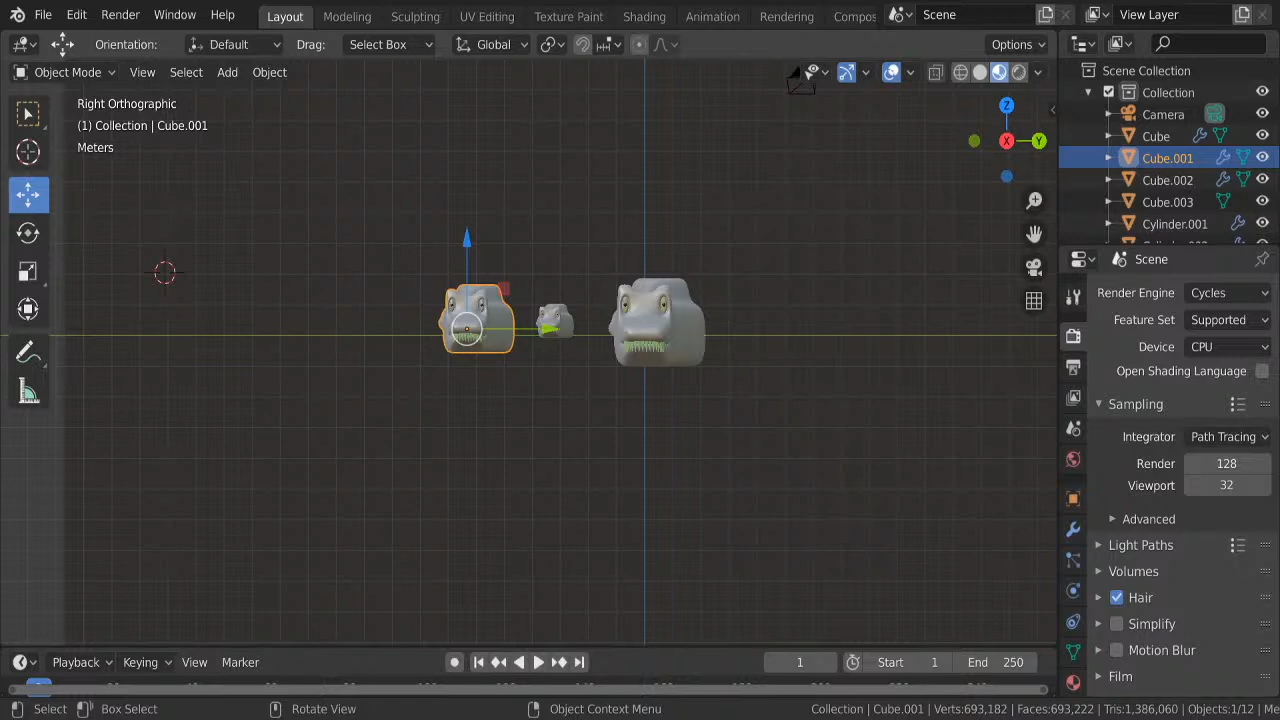 File Edit Render Window Help Layout Modeling Sculpting UV Editing Texture Paint Shading Animation Rendering Compos Scene View Layer
Orientation: Default Drag: Select Box Global Options
Object Mode View Select Add Object
Right Orthographic
(1) Collection | Cube.001
Meters
Z
X
Y
Scene Collection
Collection
Camera
Cube
Cube.001
Cube.002
Cube.003
Cylinder.001
Scene
Render Engine Cycles
Feature Set Supported
Device CPU
Open Shading Language
Sampling
Integrator Path Tracing
Render 128
Viewport 32
Advanced
Light Paths
Volumes
Hair
Simplify
Motion Blur
Film
Playback Keying View Marker 1 Start 1 End 250
Select Box Select Rotate View Object Context Menu Collection | Cube.001 | Verts:693,182 | Faces:693,222 | Tris:1,386,060 | Objects:1/12 | Me